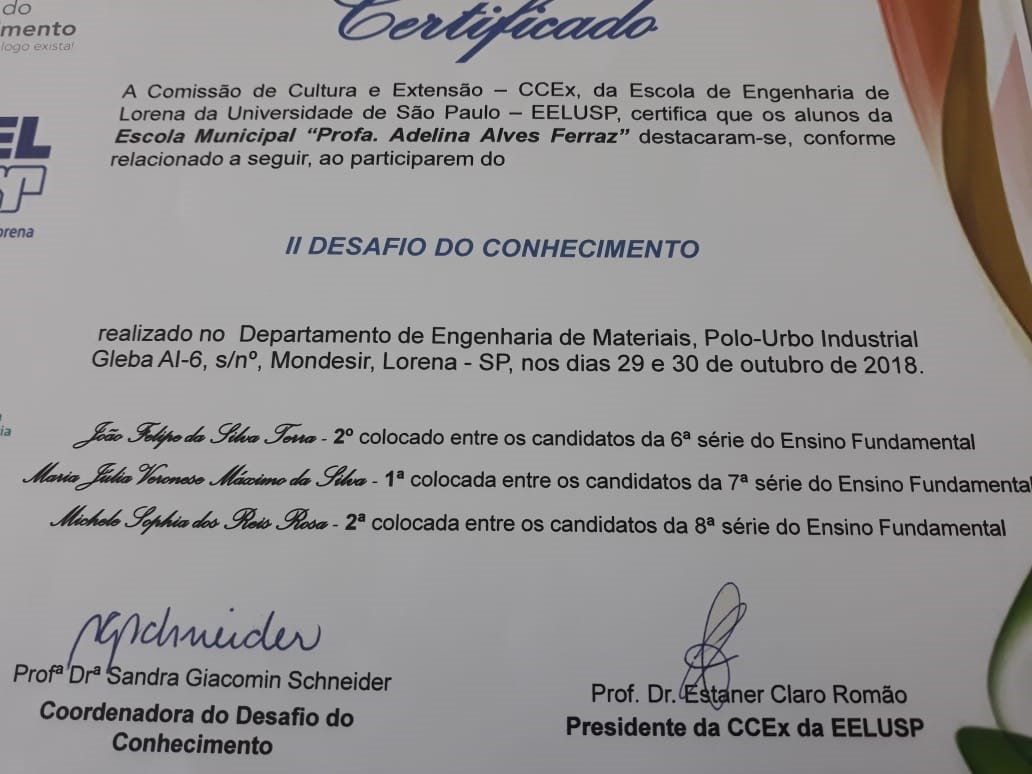 do
mento
logo exista!
Certificado
A Comissão de Cultura e Extensão – CCEx, da Escola de Engenharia de
Lorena da Universidade de São Paulo – EELUSP, certifica que os alunos da
Escola Municipal “Profa. Adelina Alves Ferraz” destacaram-se, conforme
relacionado a seguir, ao participarem do
EL
SP
orena
II DESAFIO DO CONHECIMENTO
realizado no Departamento de Engenharia de Materiais, Polo-Urbo Industrial
Gleba AI-6, s/nº, Mondesir, Lorena - SP, nos dias 29 e 30 de outubro de 2018.
ia
João Felipe da Silva Terra - 2º colocado entre os candidatos da 6ª série do Ensino Fundamental
Maria Júlia Veronese Máximo da Silva - 1ª colocada entre os candidatos da 7ª série do Ensino Fundamental
Michele Sophia dos Reis Rosa - 2ª colocada entre os candidatos da 8ª série do Ensino Fundamental
SGSchneider
Profª Drª Sandra Giacomin Schneider
Coordenadora do Desafio do
Conhecimento
Prof. Dr. Estaner Claro Romão
Presidente da CCEx da EELUSP